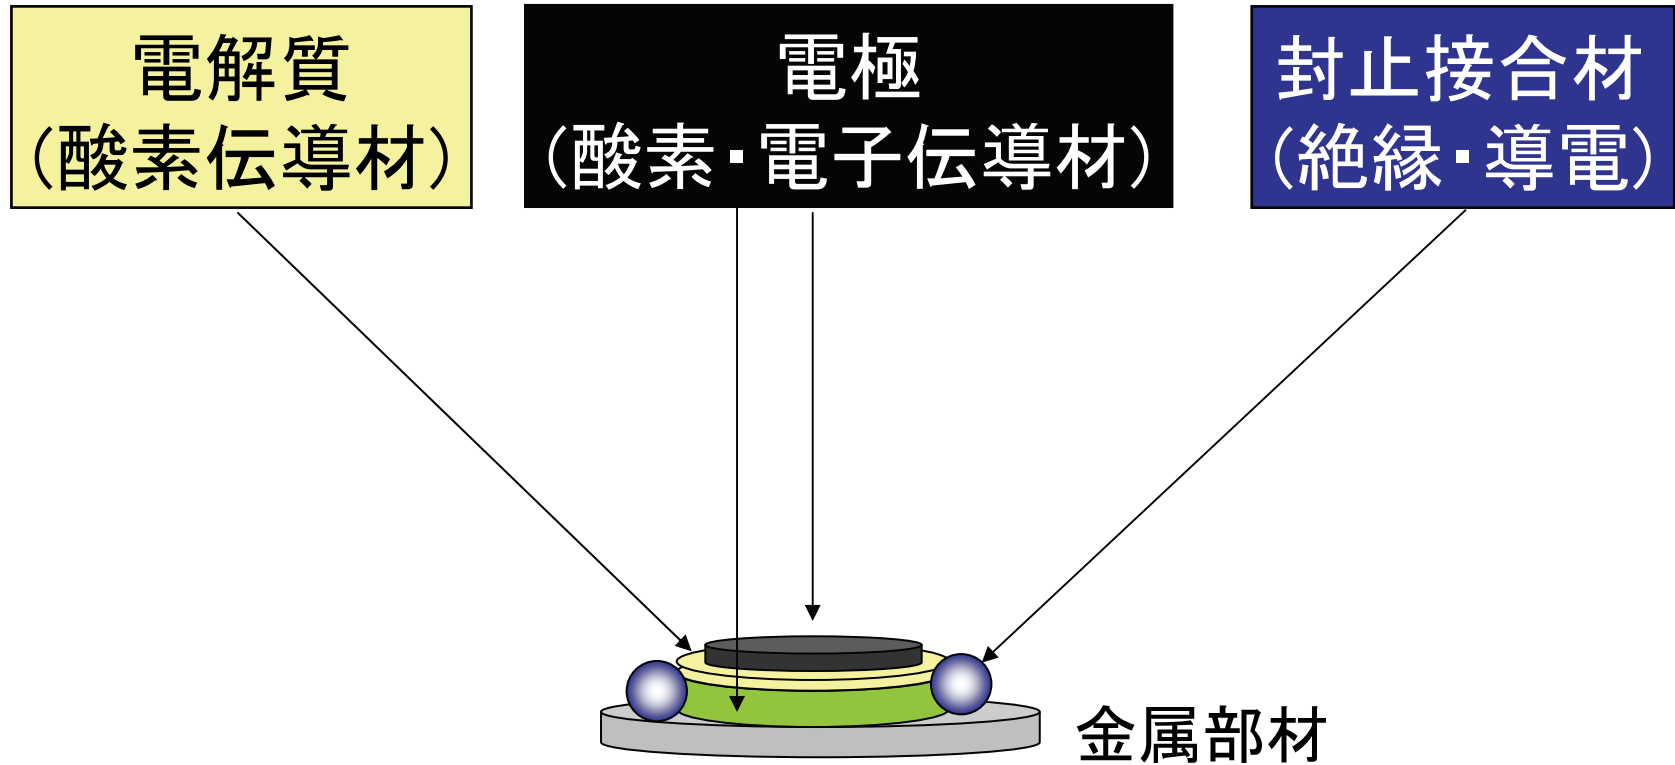 電解質
（酸素伝導材）
電極
（酸素・電子伝導材）
封止接合材
（絶縁・導電）
金属部材